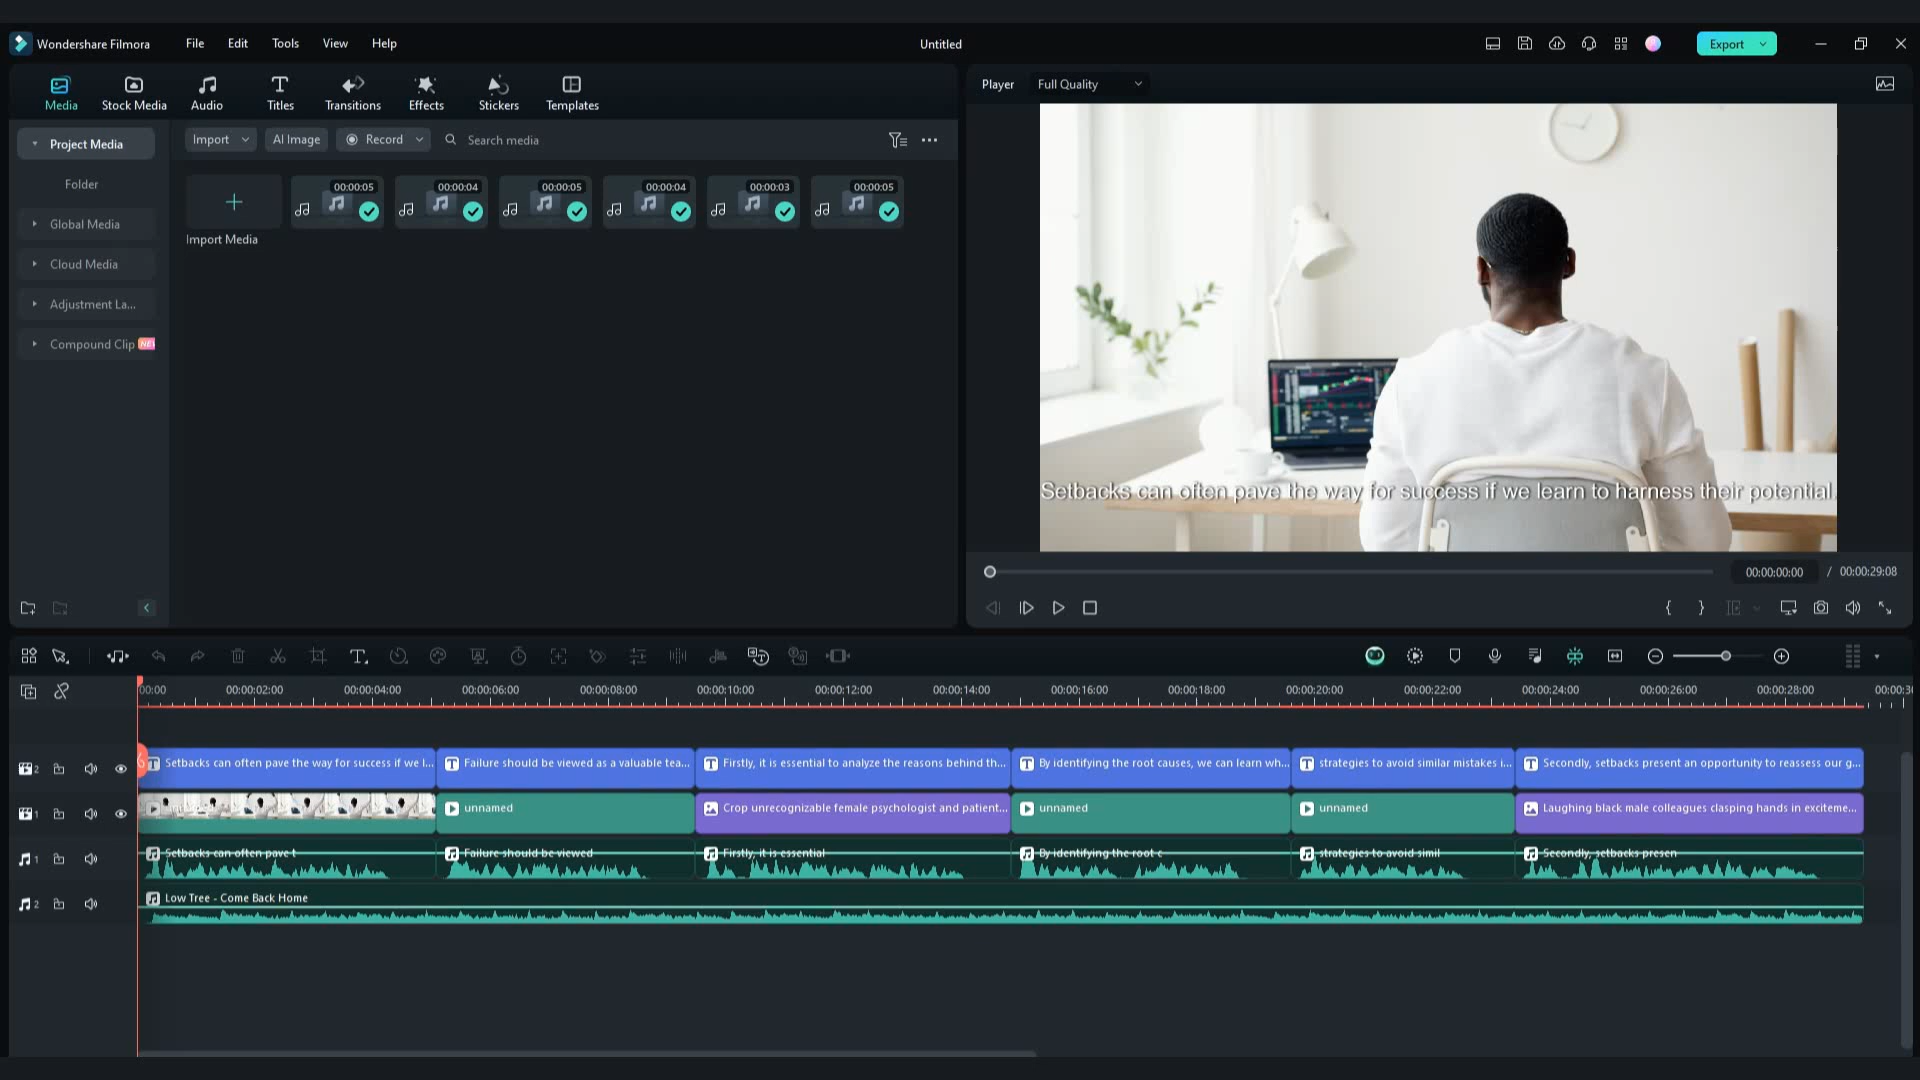 Wondershare Filmora
File Edit Tools View Help
Untitled
Export
Media
Stock Media
Audio
Titles
Transitions
Effects
Stickers
Templates
Player
Full Quality
Project Media
Folder
Global Media
Cloud Media
Adjustment La...
Compound Clip
Import
AI Image
Record
Search media
00:00:05
00:00:04
00:00:05
00:00:04
00:00:03
00:00:05
Import Media
Setbacks can often pave the way for success if we learn to harness their potential.
00:00:00:00 / 00:00:29:08
00:00 00:00:02:00 00:00:04:00 00:00:06:00 00:00:08:00 00:00:10:00 00:00:12:00 00:00:14:00 00:00:16:00 00:00:18:00 00:00:20:00 00:00:22:00 00:00:24:00 00:00:26:00 00:00:28:00
2
Setbacks can often pave the way for success if we l...
Failure should be viewed as a valuable tea...
Firstly, it is essential to analyze the reasons behind th...
By identifying the root causes, we can learn wh...
strategies to avoid similar mistakes i...
Secondly, setbacks present an opportunity to reassess our g...
1
unnamed
Crop unrecognizable female psychologist and patient...
unnamed
unnamed
Laughing black male colleagues clasping hands in exciteme...
1
Setbacks can often pave t
Failure should be viewed
Firstly, it is essential
By identifying the root c
strategies to avoid simil
Secondly, setbacks presen
2
Low Tree - Come Back Home